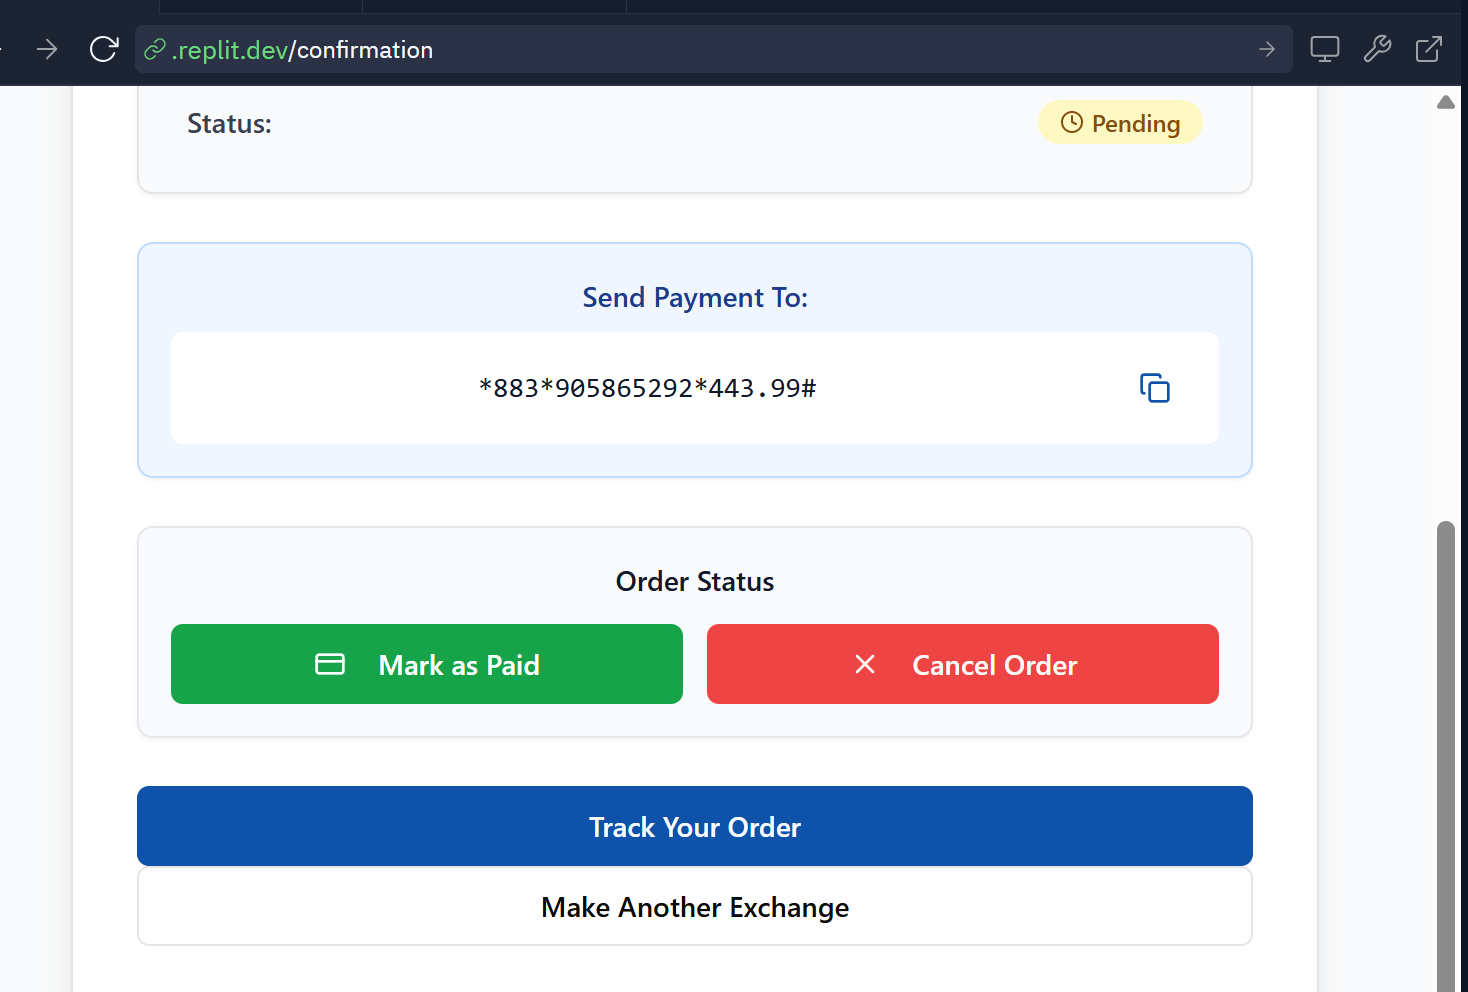 .replit.dev/confirmation
Status:
Pending
Send Payment To:
*883*905865292*443.99#
Order Status
Mark as Paid
Cancel Order
Track Your Order
Make Another Exchange